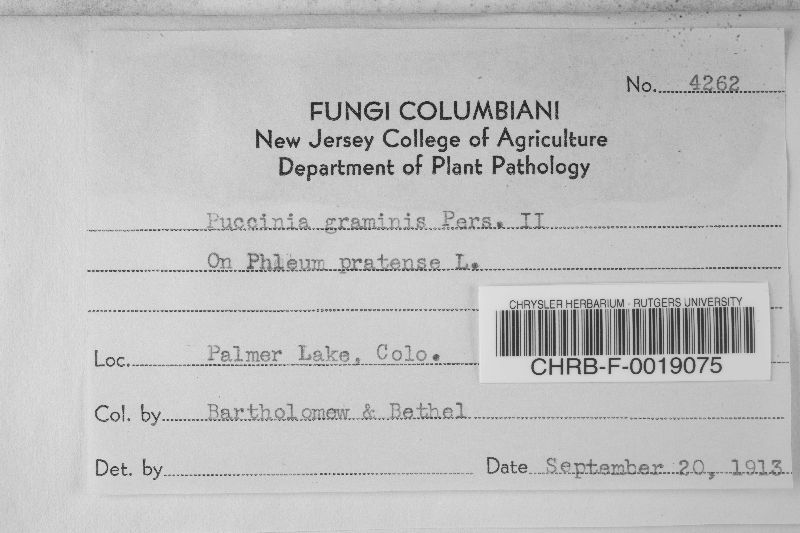 No. 4262
FUNGI COLUMBIANI
New Jersey College of Agriculture
Department of Plant Pathology
Puccinia graminis Pers. II
On Phleum pratense L.
CHRYSLER HERBARIUM - RUTGERS UNIVERSITY
CHRB-F-0019075
Loc. Palmer Lake, Colo.
Col. by Bartholomew & Bethel
Det. by
Date September 20, 1913